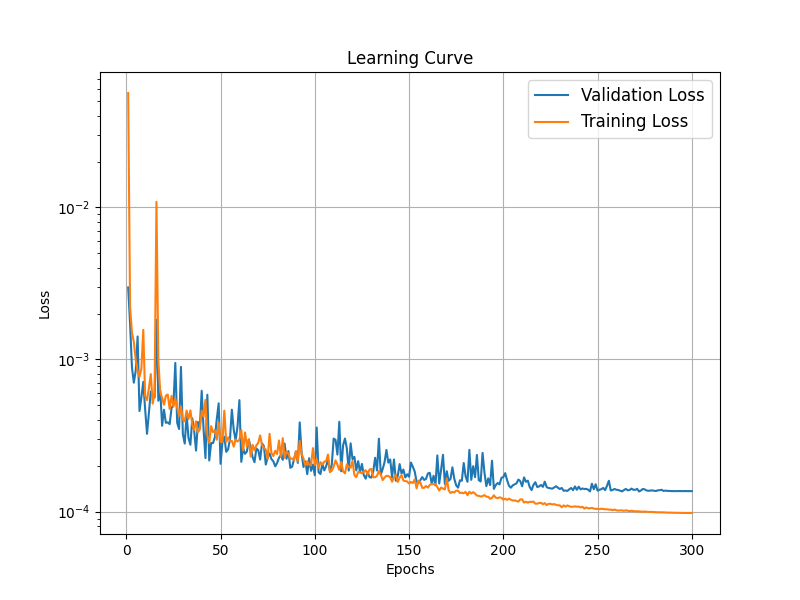 Learning Curve
Validation Loss
Training Loss
10⁻²
10⁻³
10⁻⁴
Loss
0 50 100 150 200 250 300
Epochs